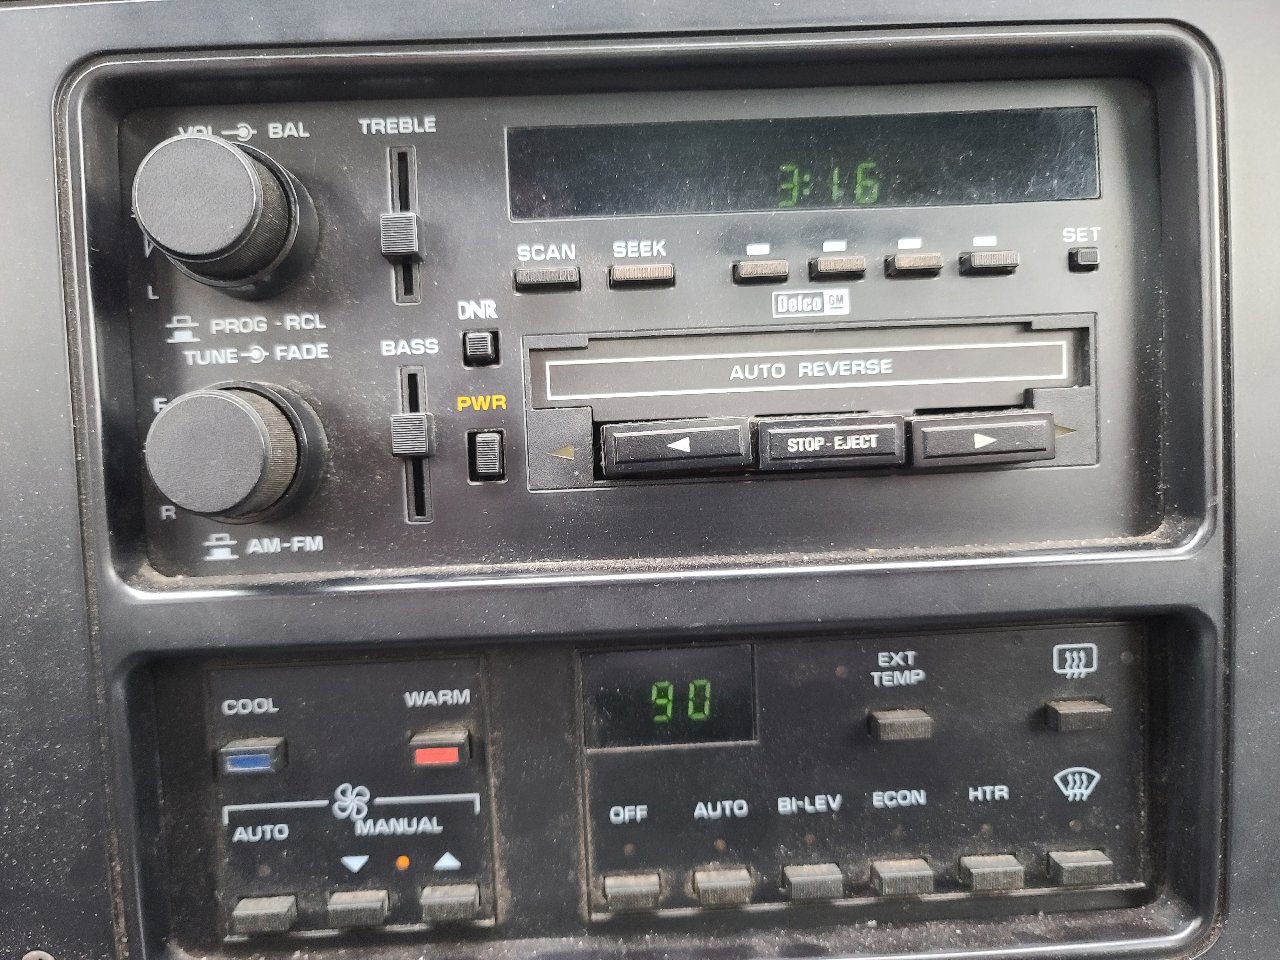 VOL BAL
TREBLE
3:16
SCAN
SEEK
SET
L
Delco GM
DNR
PROG - RCL
TUNE FADE
BASS
AUTO REVERSE
PWR
STOP - EJECT
R
AM-FM
EXT
TEMP
COOL
WARM
90
OFF
AUTO
BI-LEV
ECON
HTR
AUTO
MANUAL